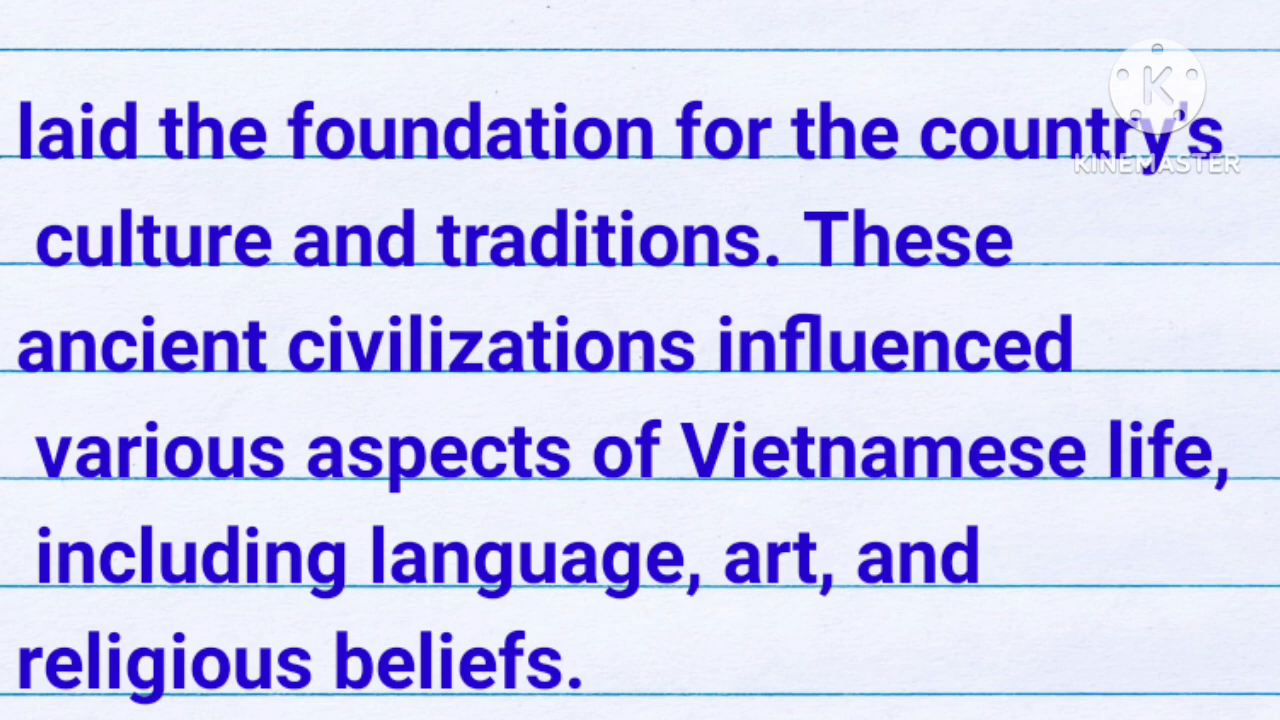 laid the foundation for the country's
culture and traditions. These
ancient civilizations influenced
various aspects of Vietnamese life,
including language, art, and
religious beliefs.
K
KINEMASTER